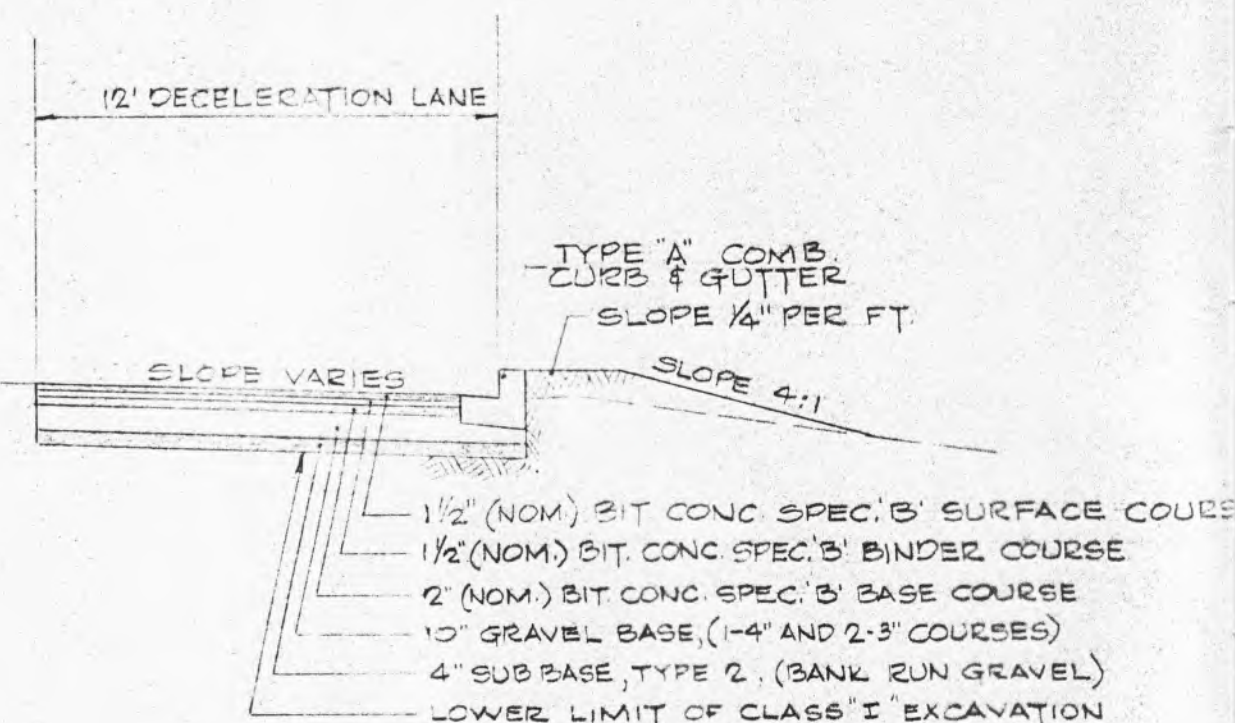 12' DECELERATION LANE
TYPE "A" COMB.
CURB & GUTTER
SLOPE 1/4" PER FT.
SLOPE VARIES
SLOPE 4:1
1 1/2" (NOM.) BIT CONC. SPEC. 'B' SURFACE COURS
1 1/2" (NOM.) BIT. CONC. SPEC. 'B' BINDER COURSE
2" (NOM.) BIT CONC. SPEC. 'B' BASE COURSE
10" GRAVEL BASE, (1-4" AND 2-3" COURSES)
4" SUB BASE, TYPE 2. (BANK RUN GRAVEL)
LOWER LIMIT OF CLASS "I" EXCAVATION